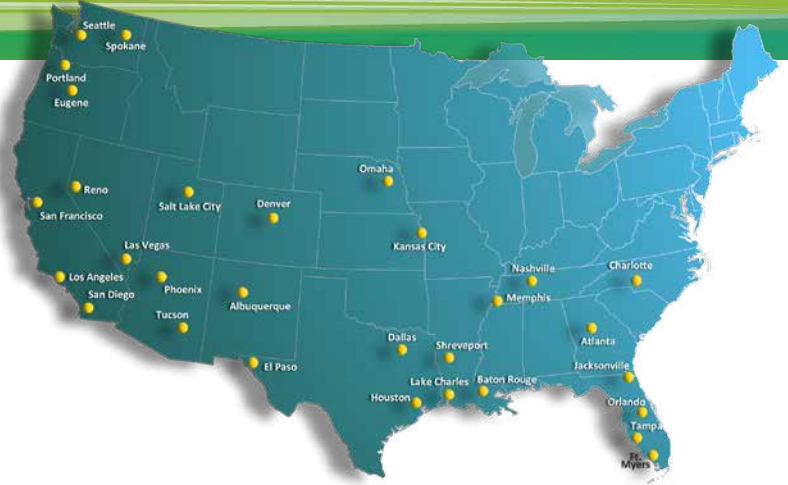 Seattle
Spokane
Portland
Eugene
Omaha
Reno
Salt Lake City
Denver
San Francisco
Kansas City
Las Vegas
Nashville
Charlotte
Los Angeles
Phoenix
San Diego
Albuquerque
Memphis
Tucson
Dallas
Shreveport
Atlanta
El Paso
Jacksonville
Lake Charles
Baton Rouge
Houston
Orlando
Tampa
Ft.
Myers